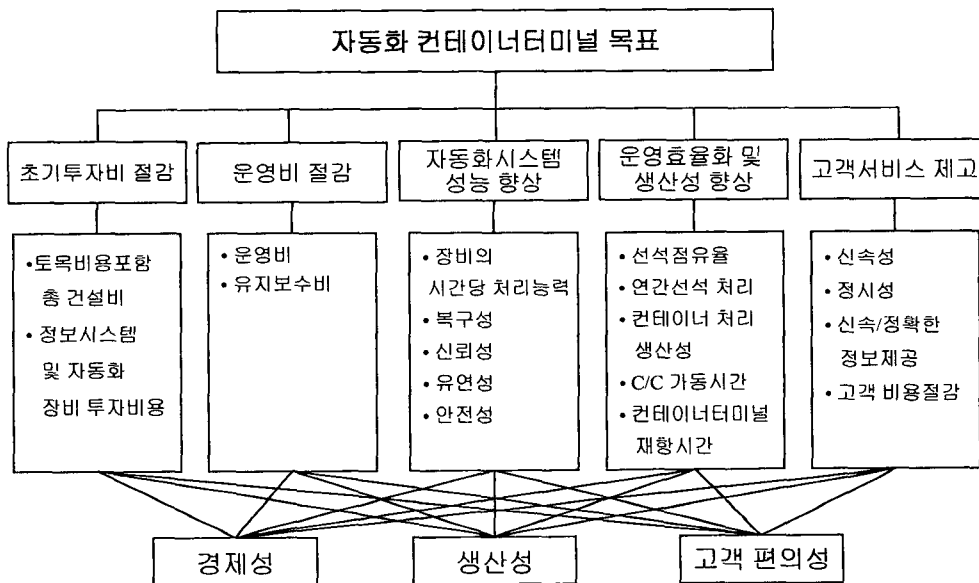 자동화 컨테이너터미널 목표
초기투자비 절감
운영비 절감
자동화시스템
성능 향상
운영효율화 및
생산성 향상
고객서비스 제고
•토목비용포함
총 건설비
• 정보시스템
및 자동화
장비 투자비용
• 운영비
• 유지보수비
• 장비의
시간당 처리능력
• 복구성
• 신뢰성
• 유연성
• 안전성
• 선석점유율
• 연간선석 처리
• 컨테이너 처리
생산성
• C/C 가동시간
• 컨테이너터미널
재항시간
• 신속성
• 정시성
• 신속/정확한
정보제공
• 고객 비용절감
경제성
생산성
고객 편의성